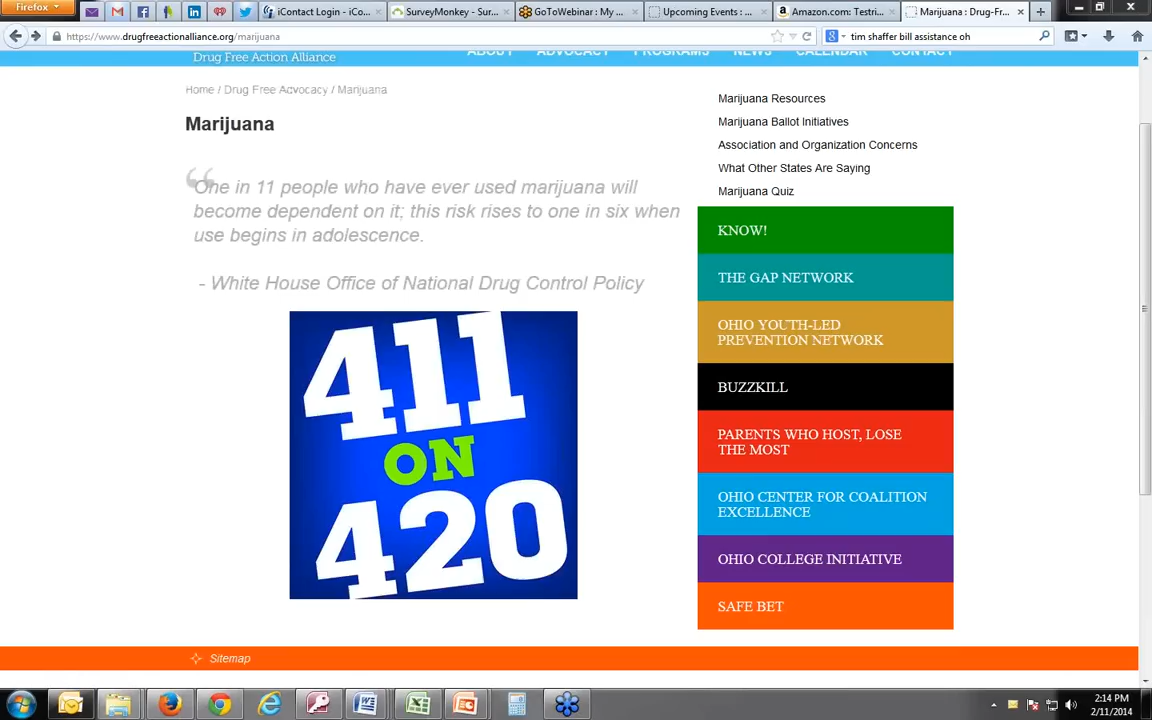 Firefox
iContact Login - iCo...
SurveyMonkey - Sur...
GoToWebinar : My ...
Upcoming Events : ...
Amazon.com: Testri...
Marijuana : Drug-Fr...
https://www.drugfreeactionalliance.org/marijuana
tim shaffer bill assistance oh
ABOUT ADVOCACY PROGRAMS NEWS CALENDAR CONTACT
Drug Free Action Alliance
Home / Drug Free Advocacy / Marijuana
Marijuana
“One in 11 people who have ever used marijuana will
become dependent on it; this risk rises to one in six when
use begins in adolescence.
- White House Office of National Drug Control Policy
411
ON
420
Marijuana Resources
Marijuana Ballot Initiatives
Association and Organization Concerns
What Other States Are Saying
Marijuana Quiz
KNOW!
THE GAP NETWORK
OHIO YOUTH-LED
PREVENTION NETWORK
BUZZKILL
PARENTS WHO HOST, LOSE
THE MOST
OHIO CENTER FOR COALITION
EXCELLENCE
OHIO COLLEGE INITIATIVE
SAFE BET
Sitemap
2:14 PM
2/11/2014